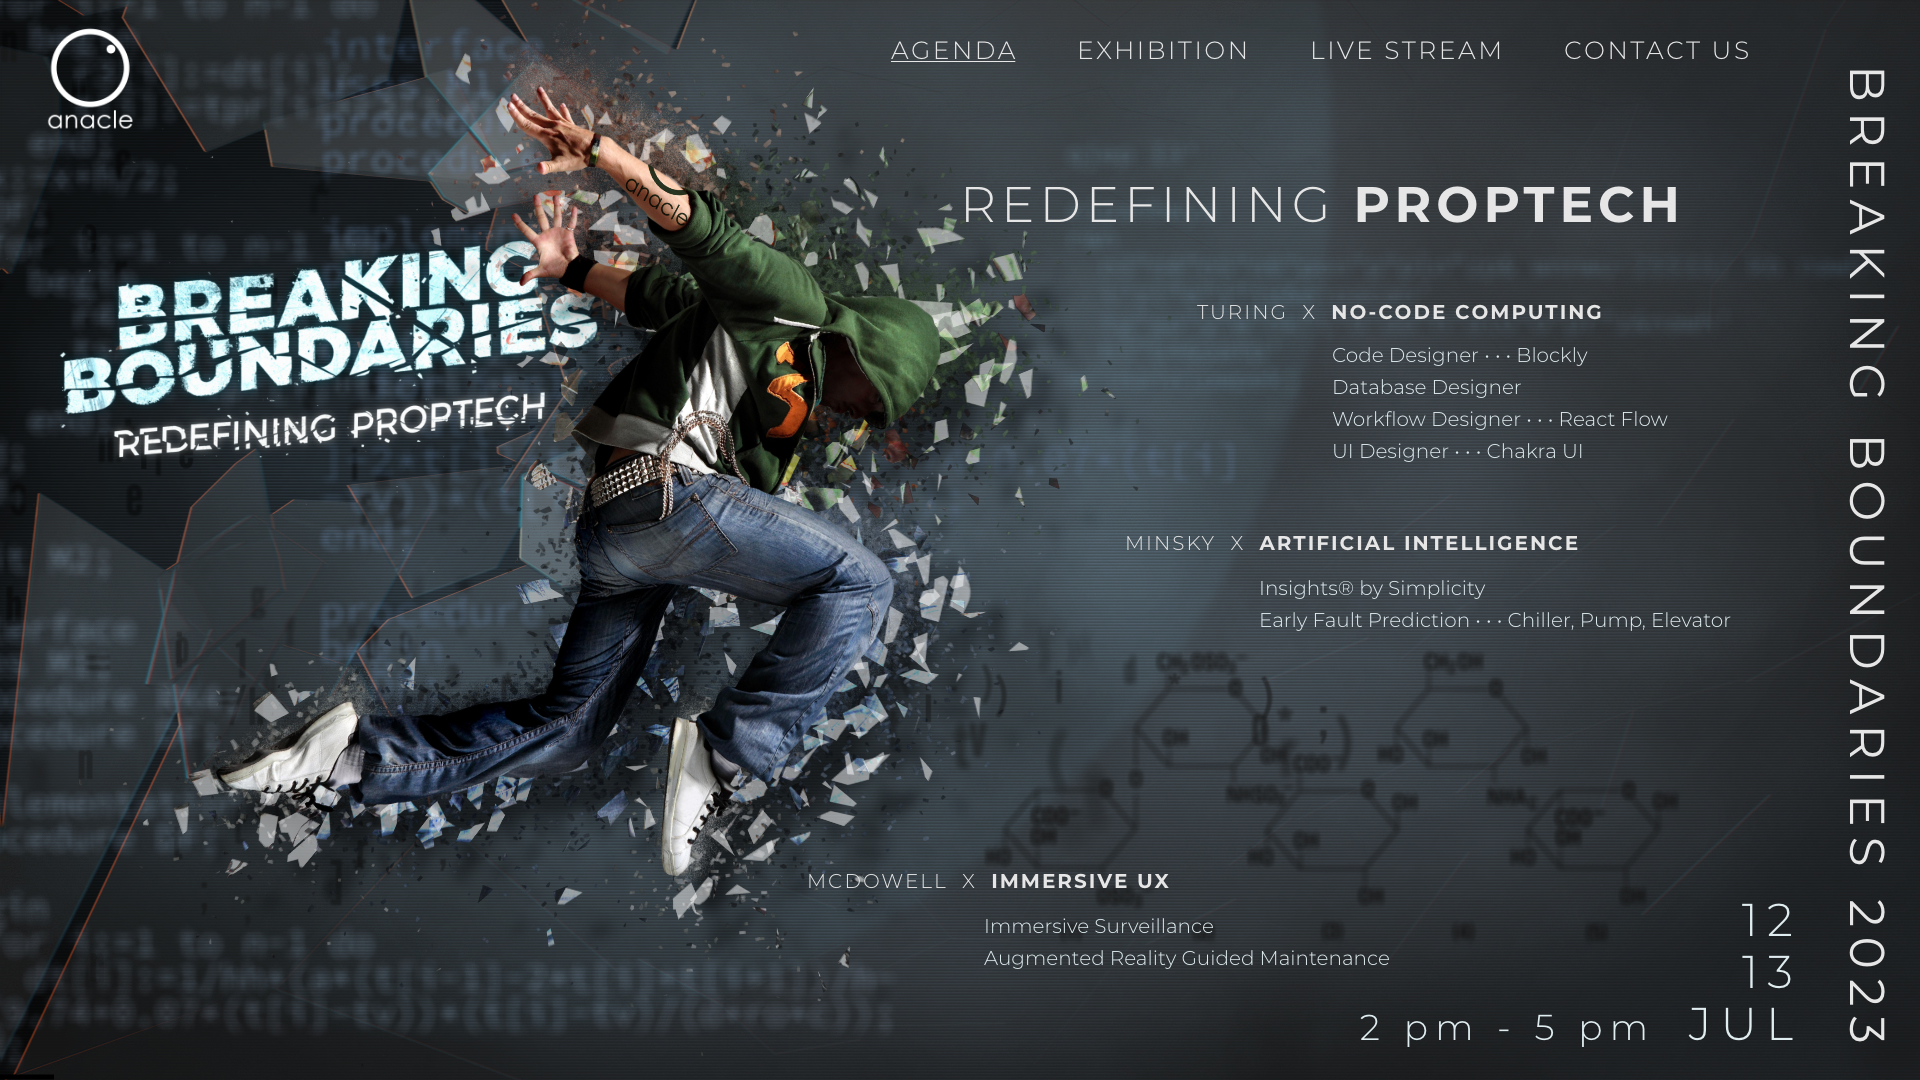 anacle
AGENDA
EXHIBITION
LIVE STREAM
CONTACT US
BREAKING BOUNDARIES 2023
anacle
BREAKING
BOUNDARIES
REDEFINING PROPTECH
REDEFINING PROPTECH
TURING X NO-CODE COMPUTING
Code Designer ··· Blockly
Database Designer
Workflow Designer ··· React Flow
UI Designer ··· Chakra UI
MINSKY X ARTIFICIAL INTELLIGENCE
Insights® by Simplicity
Early Fault Prediction ··· Chiller, Pump, Elevator
MCDOWELL X IMMERSIVE UX
Immersive Surveillance
Augmented Reality Guided Maintenance
12
13
2 pm - 5 pm JUL